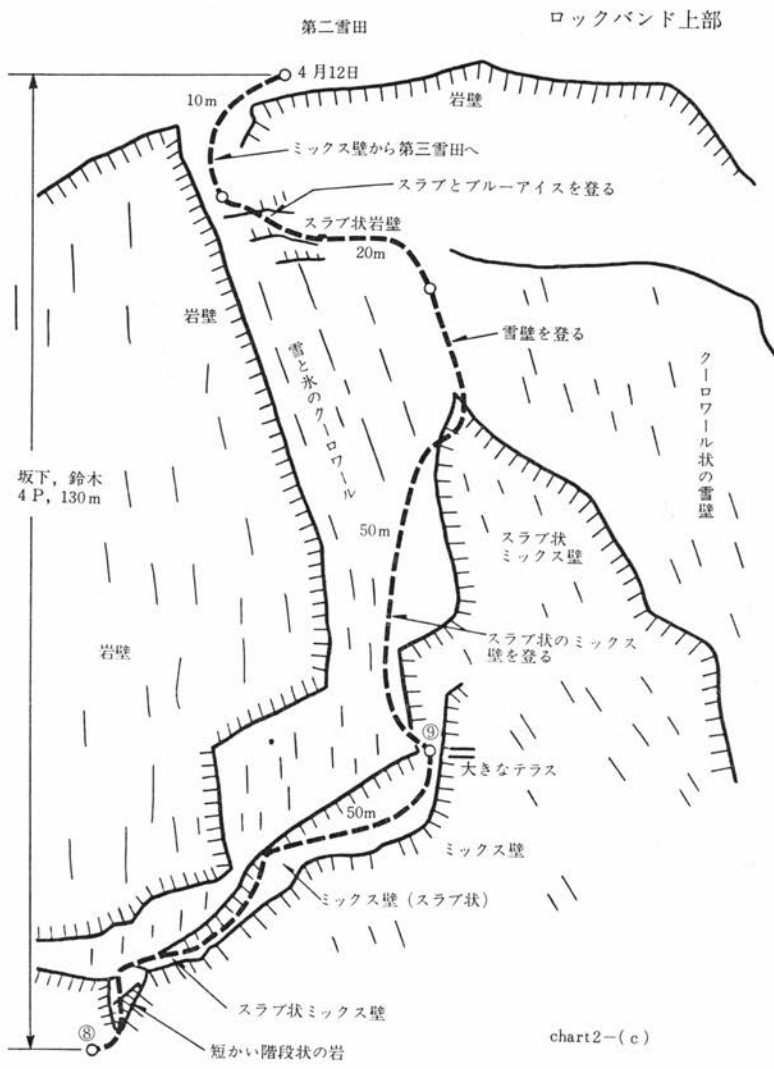 ロックバンド上部
第二雪田
4月12日
10m
岩壁
ミックス壁から第三雪田へ
スラブとブルーアイスを登る
スラブ状岩壁
20m
岩壁
雪壁を登る
雪と氷のクーロワール
クーロワール状の雪壁
坂下,鈴木
4P,130m
50m
スラブ状
ミックス壁
岩壁
スラブ状のミックス
壁を登る
⑨
大きなテラス
50m
ミックス壁
ミックス壁(スラブ状)
スラブ状ミックス壁
⑧
短かい階段状の岩
chart2-(c)